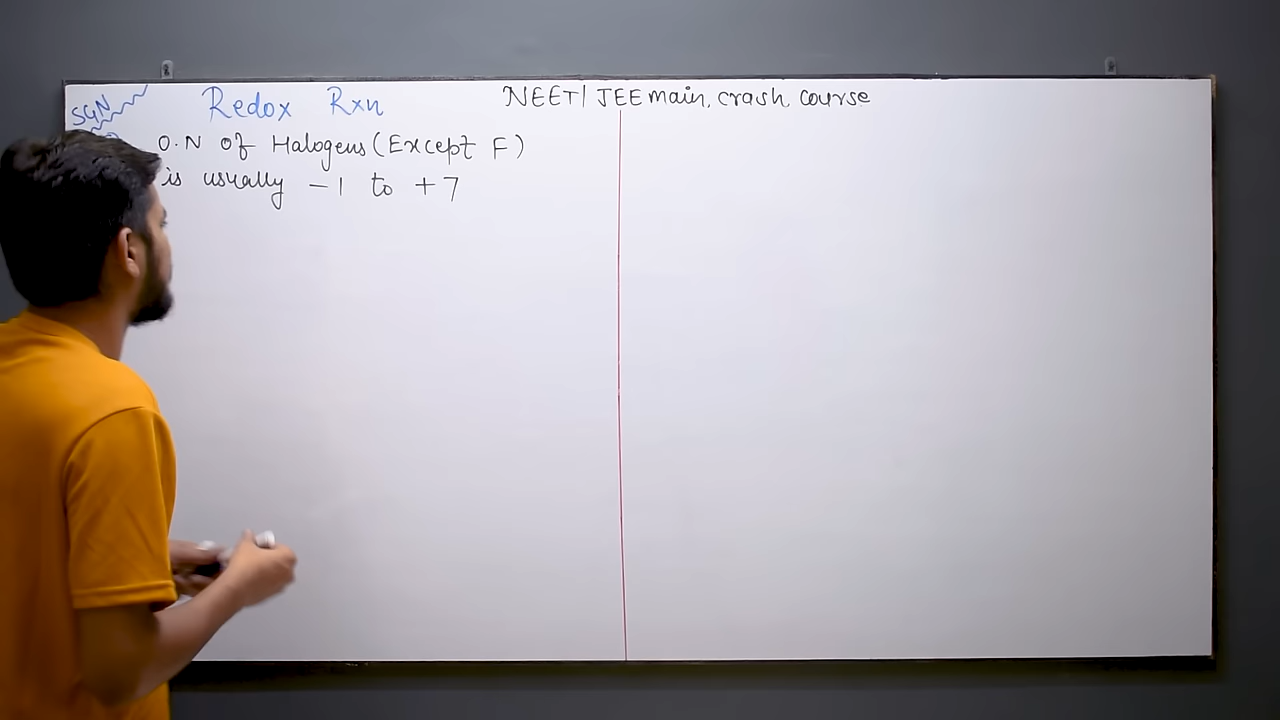 SGN
Redox Rxn
NEET/ JEE main, crash course
O.N of Halogens (Except F)
is usually -1 to +7